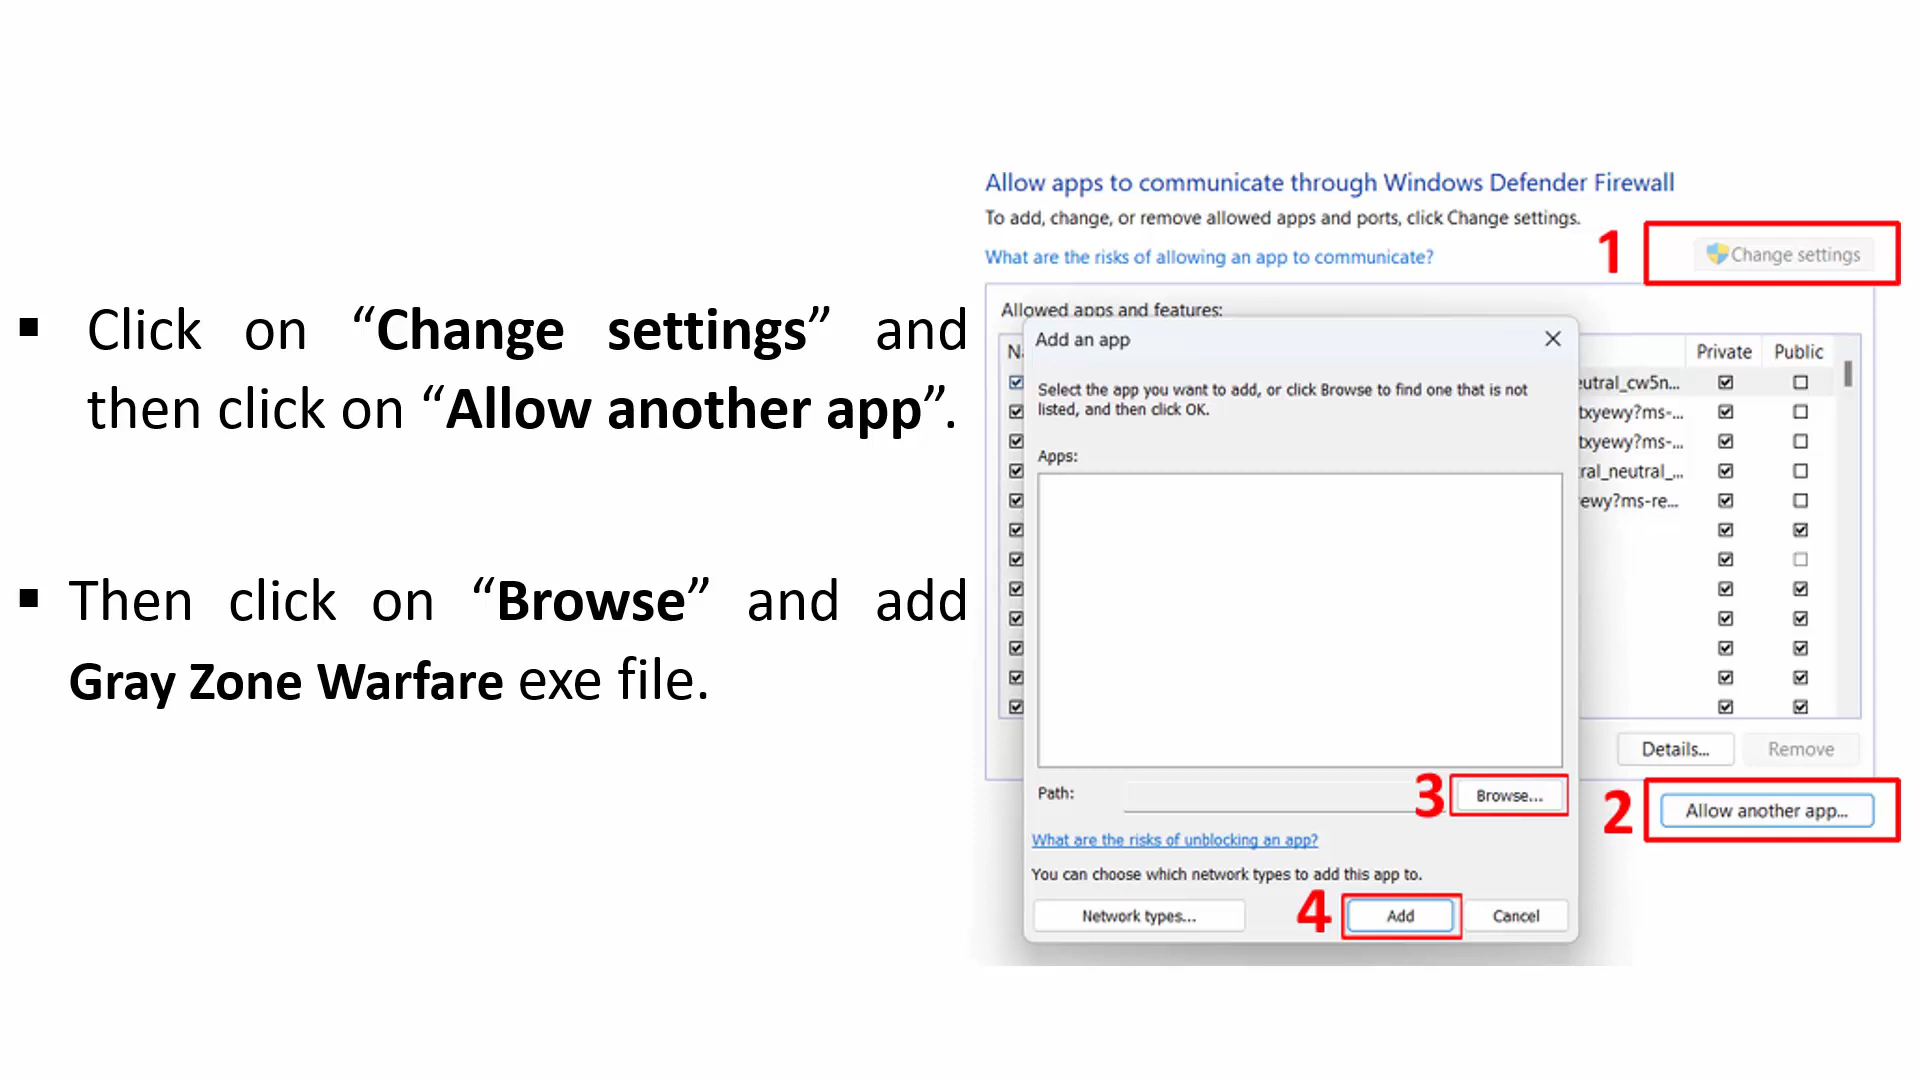 ▪ Click on “Change settings” and
then click on “Allow another app”.
▪ Then click on “Browse” and add
Gray Zone Warfare exe file.
Allow apps to communicate through Windows Defender Firewall
To add, change, or remove allowed apps and ports, click Change settings.
What are the risks of allowing an app to communicate?
1
Change settings
Allowed apps and features:
Private Public
eutral_cw5n...
txyewy?ms-...
txyewy?ms-...
ral_neutral_...
ewy?ms-re...
Details... Remove
2
Allow another app...
Add an app
Select the app you want to add, or click Browse to find one that is not
listed, and then click OK.
Apps:
Path:
3
Browse...
What are the risks of unblocking an app?
You can choose which network types to add this app to.
Network types...
4
Add Cancel